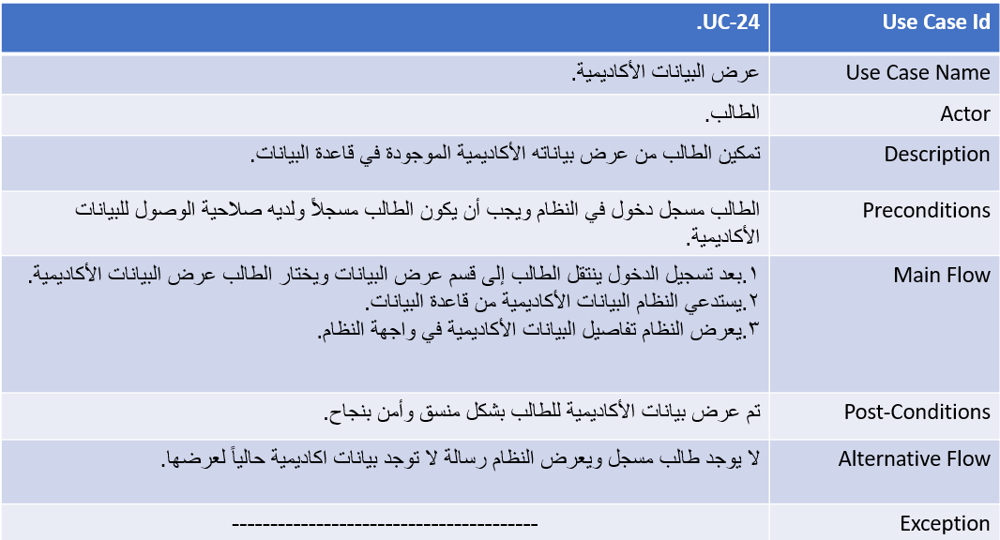 Use Case Id UC-24.
Use Case Name عرض البيانات الأكاديمية.
Actor الطالب.
Description تمكين الطالب من عرض بياناته الأكاديمية الموجودة في قاعدة البيانات.
Preconditions الطالب مسجل دخول في النظام ويجب أن يكون الطالب مسجلاً ولديه صلاحية الوصول للبيانات
الأكاديمية.
Main Flow ١.بعد تسجيل الدخول ينتقل الطالب إلى قسم عرض البيانات ويختار الطالب عرض البيانات الأكاديمية.
٢.يستدعي النظام البيانات الأكاديمية من قاعدة البيانات.
٣.يعرض النظام تفاصيل البيانات الأكاديمية في واجهة النظام.
Post-Conditions تم عرض بيانات الأكاديمية للطالب بشكل منسق وأمن بنجاح.
Alternative Flow لا يوجد طالب مسجل ويعرض النظام رسالة لا توجد بيانات اكاديمية حالياً لعرضها.
Exception ----------------------------------------